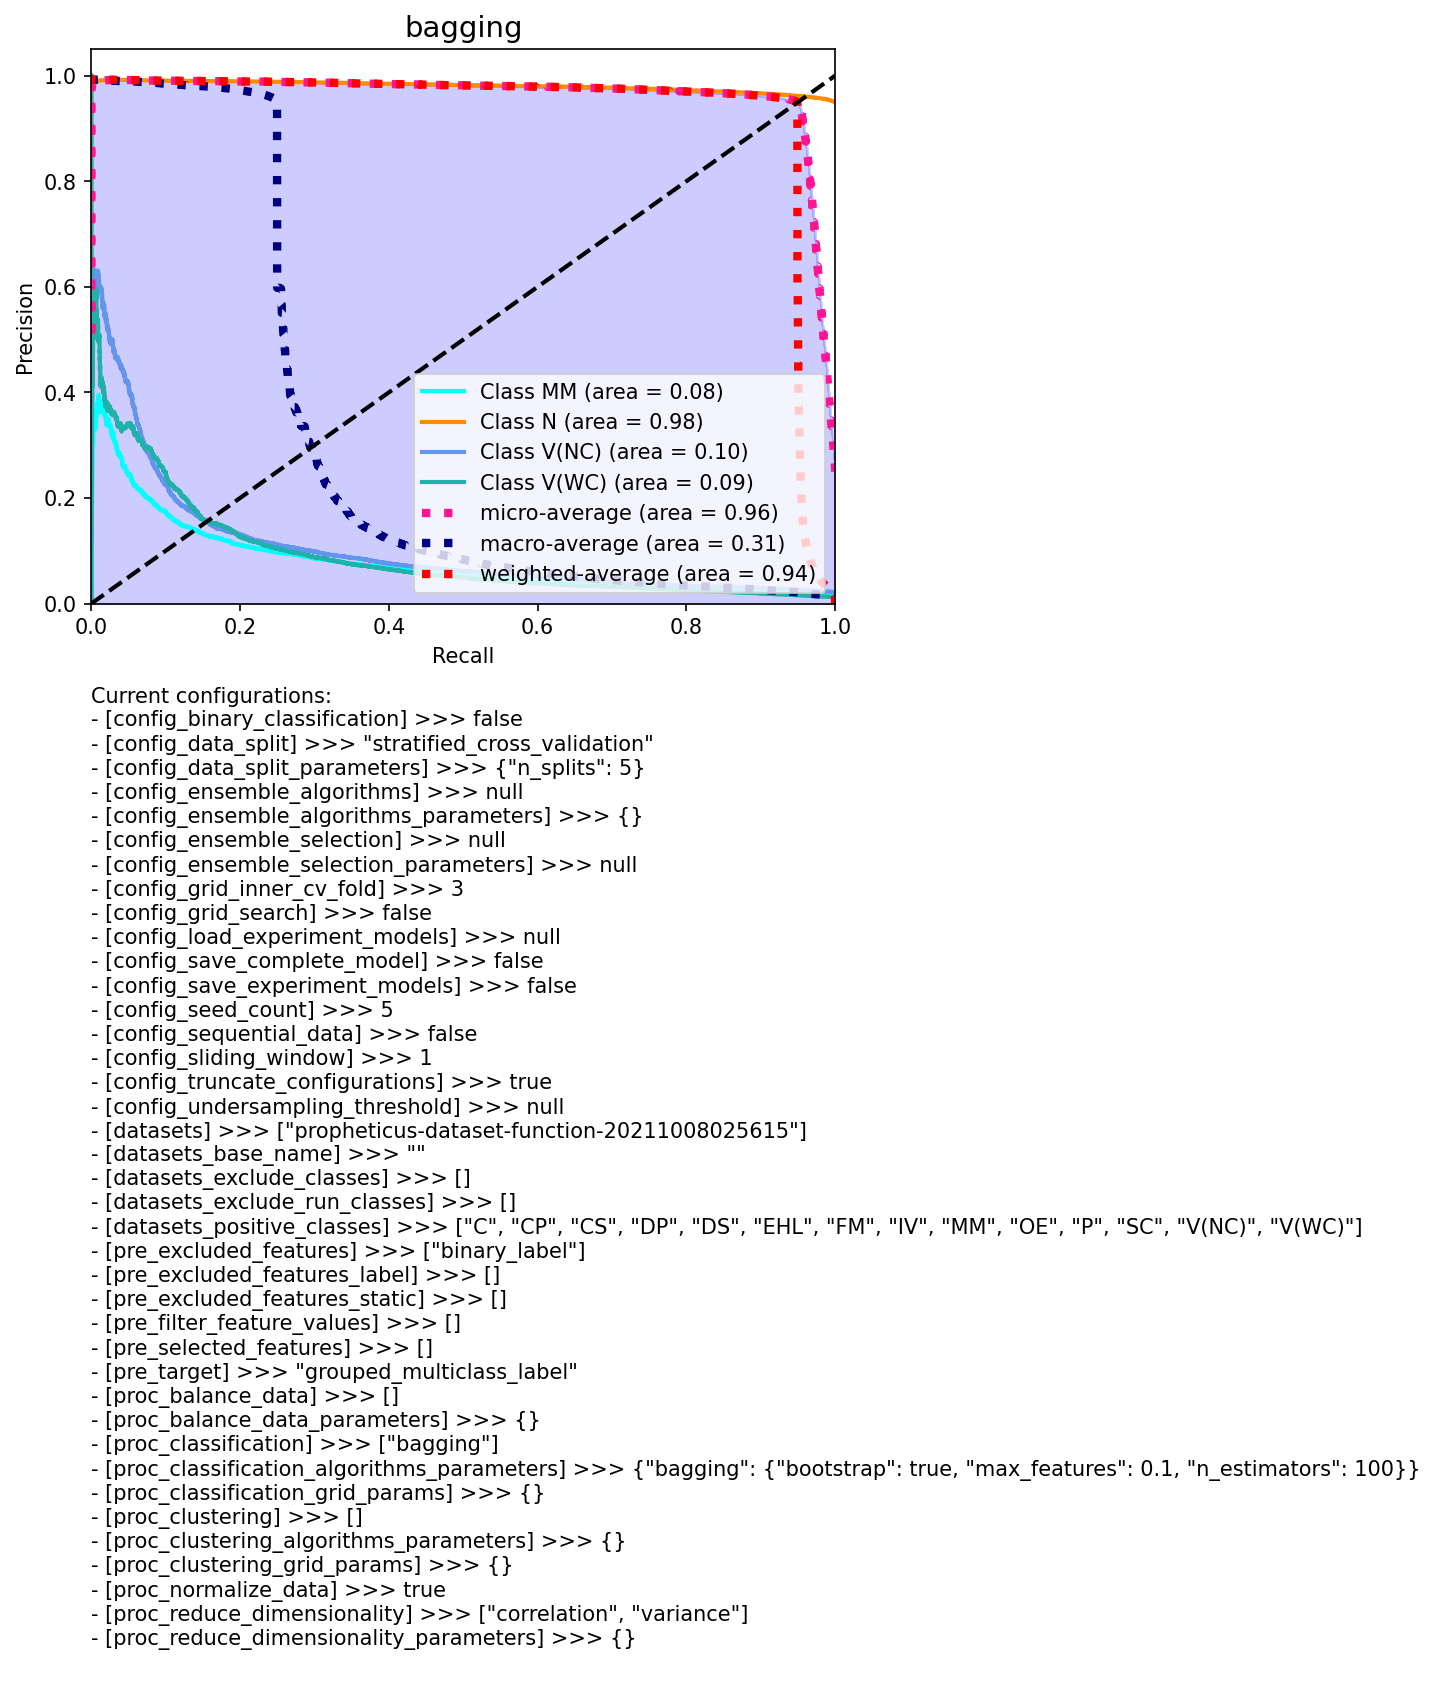 bagging
1.0
0.8
0.6
0.4
0.2
0.0
Precision
Class MM (area = 0.08)
Class N (area = 0.98)
Class V(NC) (area = 0.10)
Class V(WC) (area = 0.09)
micro-average (area = 0.96)
macro-average (area = 0.31)
weighted-average (area = 0.94)
0.0 0.2 0.4 0.6 0.8 1.0
Recall
Current configurations:
- [config_binary_classification] >>> false
- [config_data_split] >>> "stratified_cross_validation"
- [config_data_split_parameters] >>> {"n_splits": 5}
- [config_ensemble_algorithms] >>> null
- [config_ensemble_algorithms_parameters] >>> {}
- [config_ensemble_selection] >>> null
- [config_ensemble_selection_parameters] >>> null
- [config_grid_inner_cv_fold] >>> 3
- [config_grid_search] >>> false
- [config_load_experiment_models] >>> null
- [config_save_complete_model] >>> false
- [config_save_experiment_models] >>> false
- [config_seed_count] >>> 5
- [config_sequential_data] >>> false
- [config_sliding_window] >>> 1
- [config_truncate_configurations] >>> true
- [config_undersampling_threshold] >>> null
- [datasets] >>> ["propheticus-dataset-function-20211008025615"]
- [datasets_base_name] >>> ""
- [datasets_exclude_classes] >>> []
- [datasets_exclude_run_classes] >>> []
- [datasets_positive_classes] >>> ["C", "CP", "CS", "DP", "DS", "EHL", "FM", "IV", "MM", "OE", "P", "SC", "V(NC)", "V(WC)"]
- [pre_excluded_features] >>> ["binary_label"]
- [pre_excluded_features_label] >>> []
- [pre_excluded_features_static] >>> []
- [pre_filter_feature_values] >>> []
- [pre_selected_features] >>> []
- [pre_target] >>> "grouped_multiclass_label"
- [proc_balance_data] >>> []
- [proc_balance_data_parameters] >>> {}
- [proc_classification] >>> ["bagging"]
- [proc_classification_algorithms_parameters] >>> {"bagging": {"bootstrap": true, "max_features": 0.1, "n_estimators": 100}}
- [proc_classification_grid_params] >>> {}
- [proc_clustering] >>> []
- [proc_clustering_algorithms_parameters] >>> {}
- [proc_clustering_grid_params] >>> {}
- [proc_normalize_data] >>> true
- [proc_reduce_dimensionality] >>> ["correlation", "variance"]
- [proc_reduce_dimensionality_parameters] >>> {}